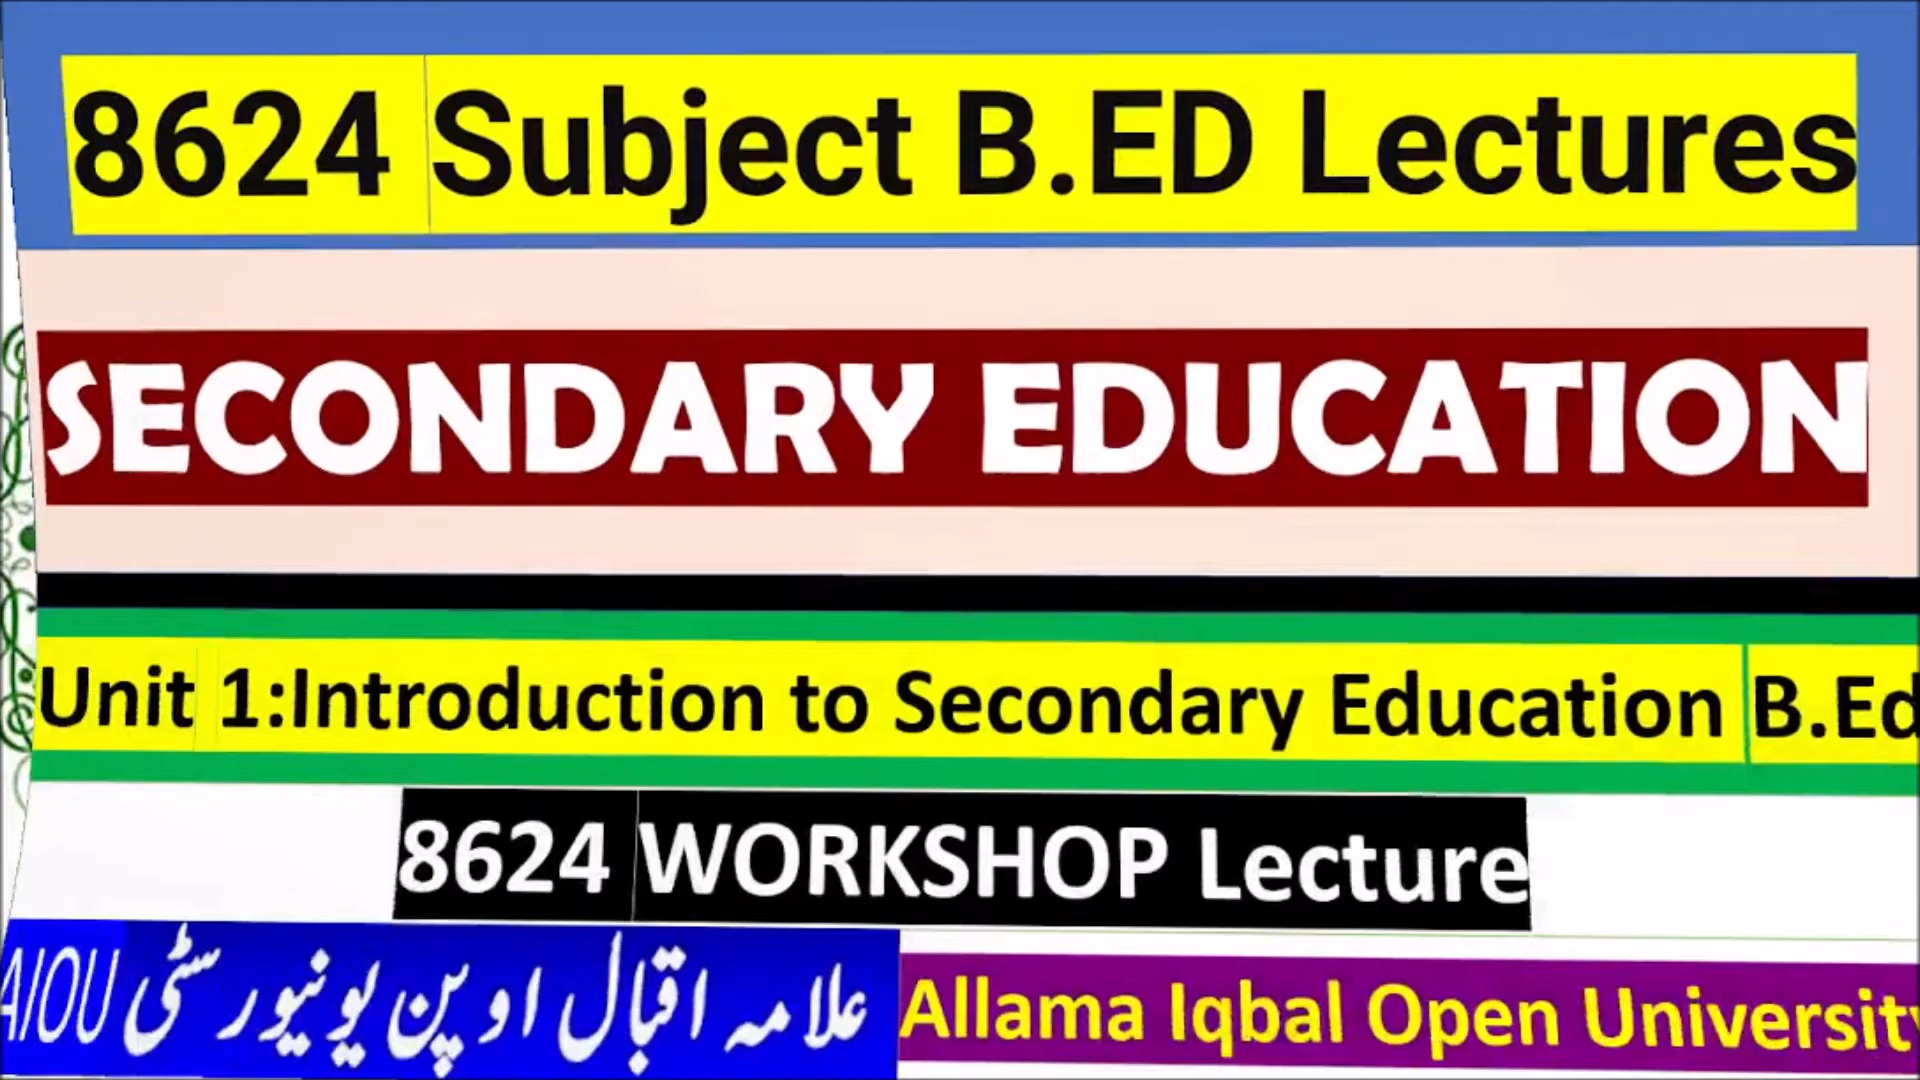 8624 Subject B.ED Lectures
SECONDARY EDUCATION
Unit 1:Introduction to Secondary Education B.Ed
8624 WORKSHOP Lecture
علامہ اقبال اوپن یونیورسٹی AIOU
Allama Iqbal Open University